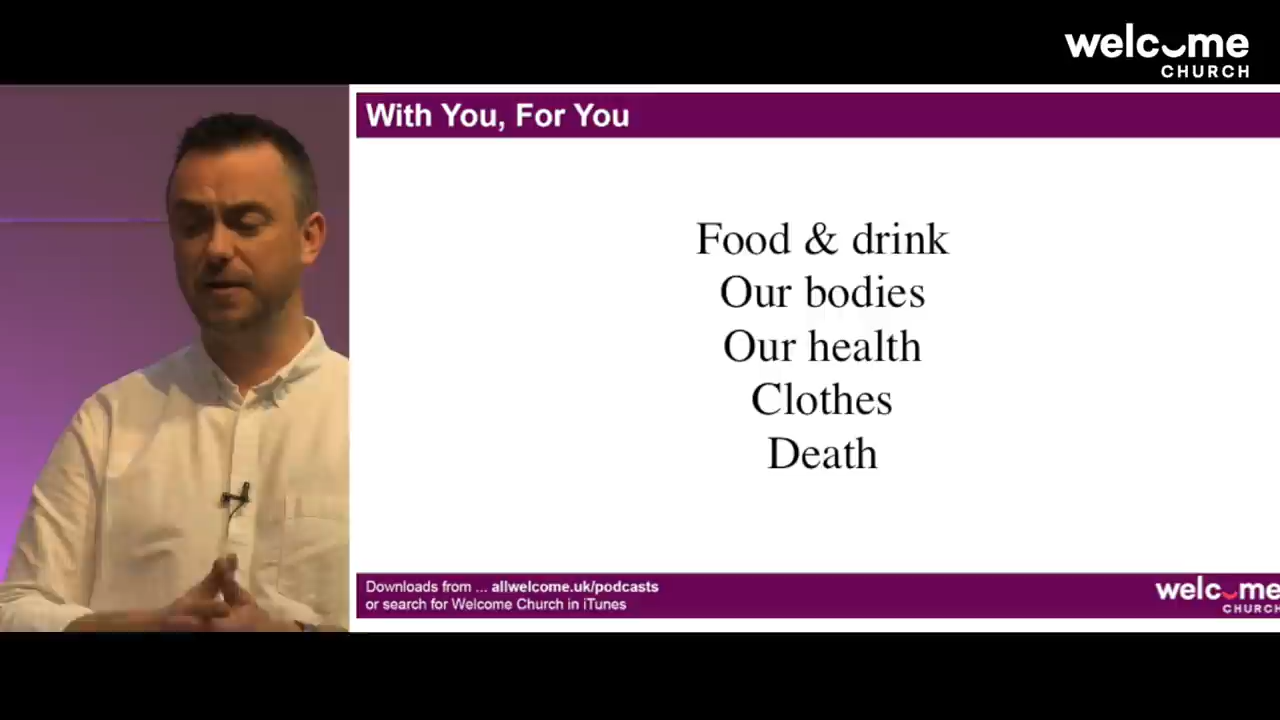 welcome
CHURCH
With You, For You
Food & drink
Our bodies
Our health
Clothes
Death
Downloads from ... allwelcome.uk/podcasts
or search for Welcome Church in iTunes
welcome
CHURCH